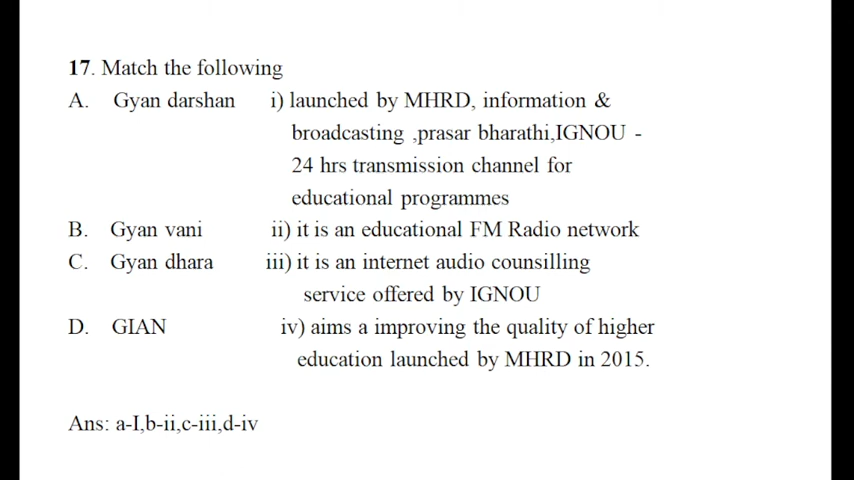 17. Match the following
A. Gyan darshan i) launched by MHRD, information &
broadcasting ,prasar bharathi,IGNOU -
24 hrs transmission channel for
educational programmes
B. Gyan vani ii) it is an educational FM Radio network
C. Gyan dhara iii) it is an internet audio counsilling
service offered by IGNOU
D. GIAN iv) aims a improving the quality of higher
education launched by MHRD in 2015.
Ans: a-I,b-ii,c-iii,d-iv